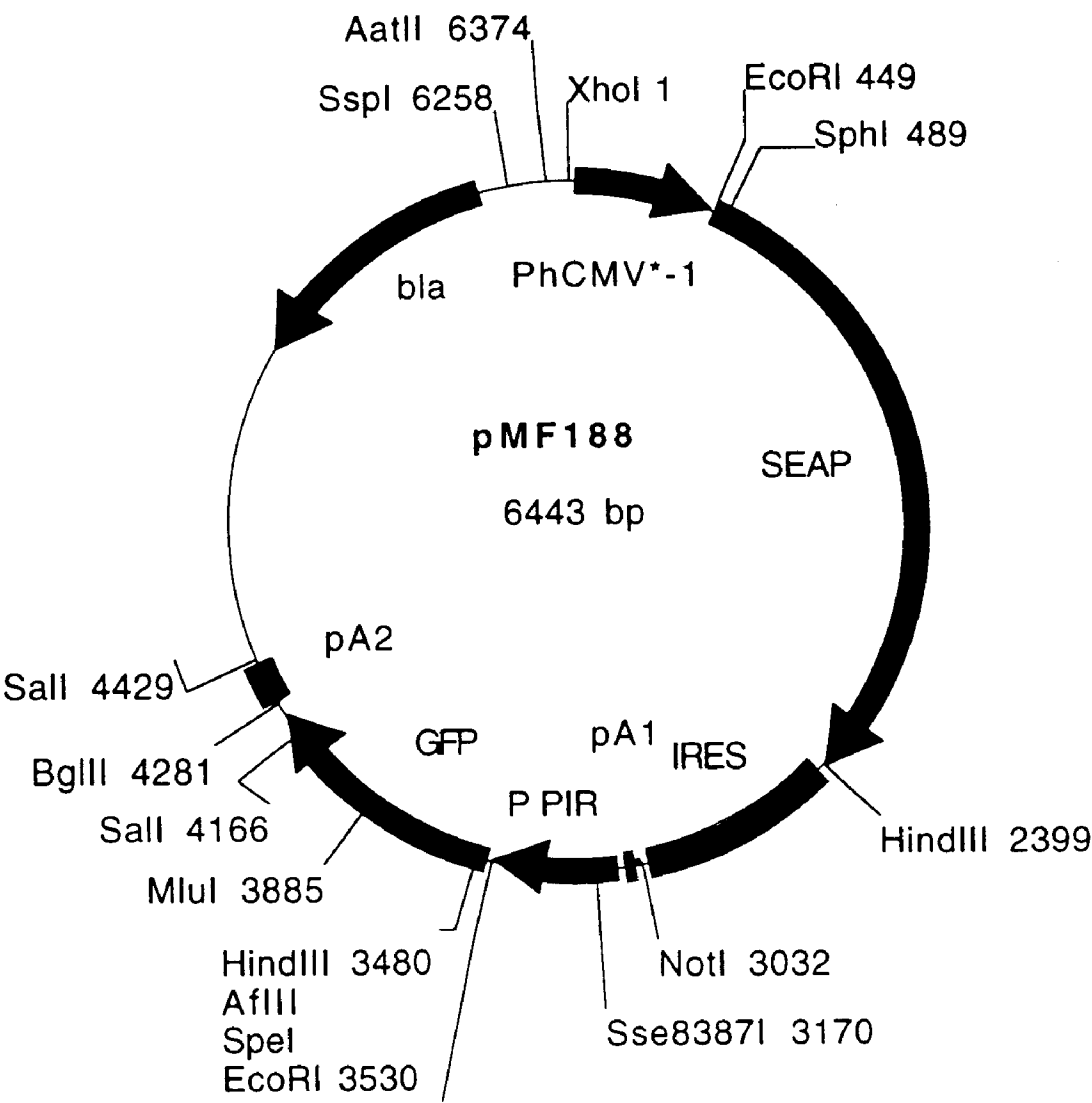 AatII 6374
SspI 6258
XhoI 1
EcoRI 449
SphI 489
bla
PhCMV*-1
pMF188
6443 bp
SEAP
pA2
SalI 4429
GFP
pA1
IRES
BglII 4281
P PIR
SalI 4166
HindIII 2399
MluI 3885
HindIII 3480
AflII
SpeI
EcoRI 3530
NotI 3032
Sse8387I 3170